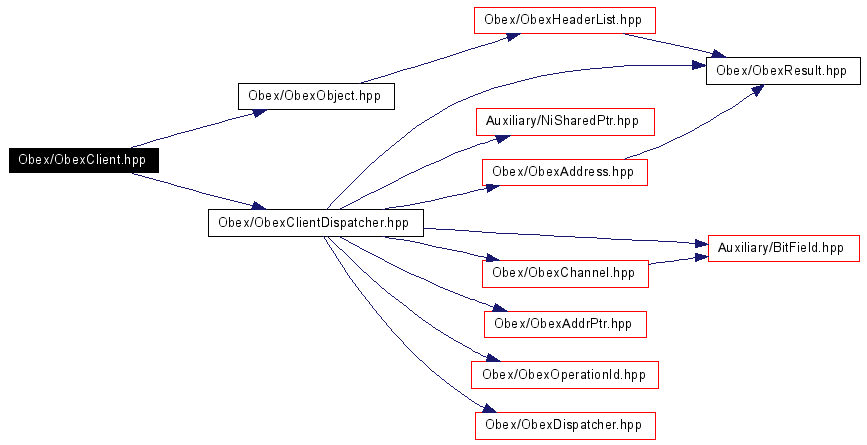 Obex/ObexHeaderList.hpp
Obex/ObexResult.hpp
Obex/ObexObject.hpp
Auxiliary/NiSharedPtr.hpp
Obex/ObexClient.hpp
Obex/ObexAddress.hpp
Obex/ObexClientDispatcher.hpp
Auxiliary/BitField.hpp
Obex/ObexChannel.hpp
Obex/ObexAddrPtr.hpp
Obex/ObexOperationId.hpp
Obex/ObexDispatcher.hpp